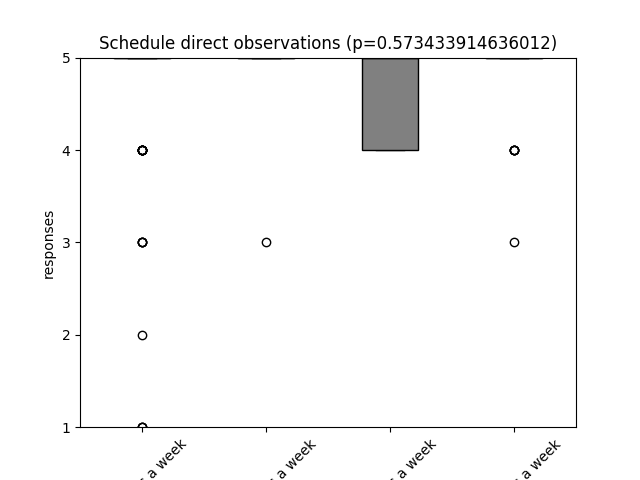 Schedule direct observations (p=0.573433914636012)
5
4
3
2
1
responses
a week
a week
a week
a week